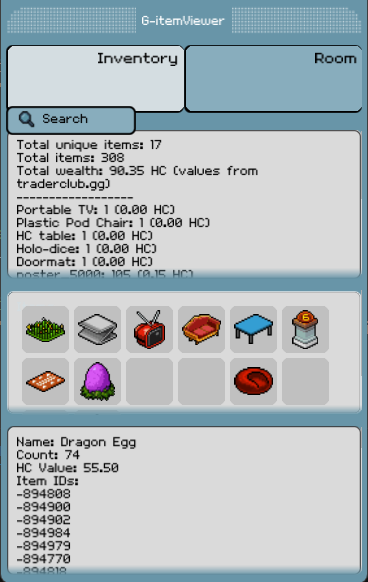 G-itemViewer
Inventory
Room
Search
Total unique items: 17
Total items: 308
Total wealth: 90.35 HC (values from
traderclub.gg)
------------------
Portable TV: 1 (0.00 HC)
Plastic Pod Chair: 1 (0.00 HC)
HC table: 1 (0.00 HC)
Holo-dice: 1 (0.00 HC)
Doormat: 1 (0.00 HC)
poster_5000: 105 (0.15 HC)
Name: Dragon Egg
Count: 74
HC Value: 55.50
Item IDs:
-894808
-894900
-894902
-894984
-894979
-894770
-894818